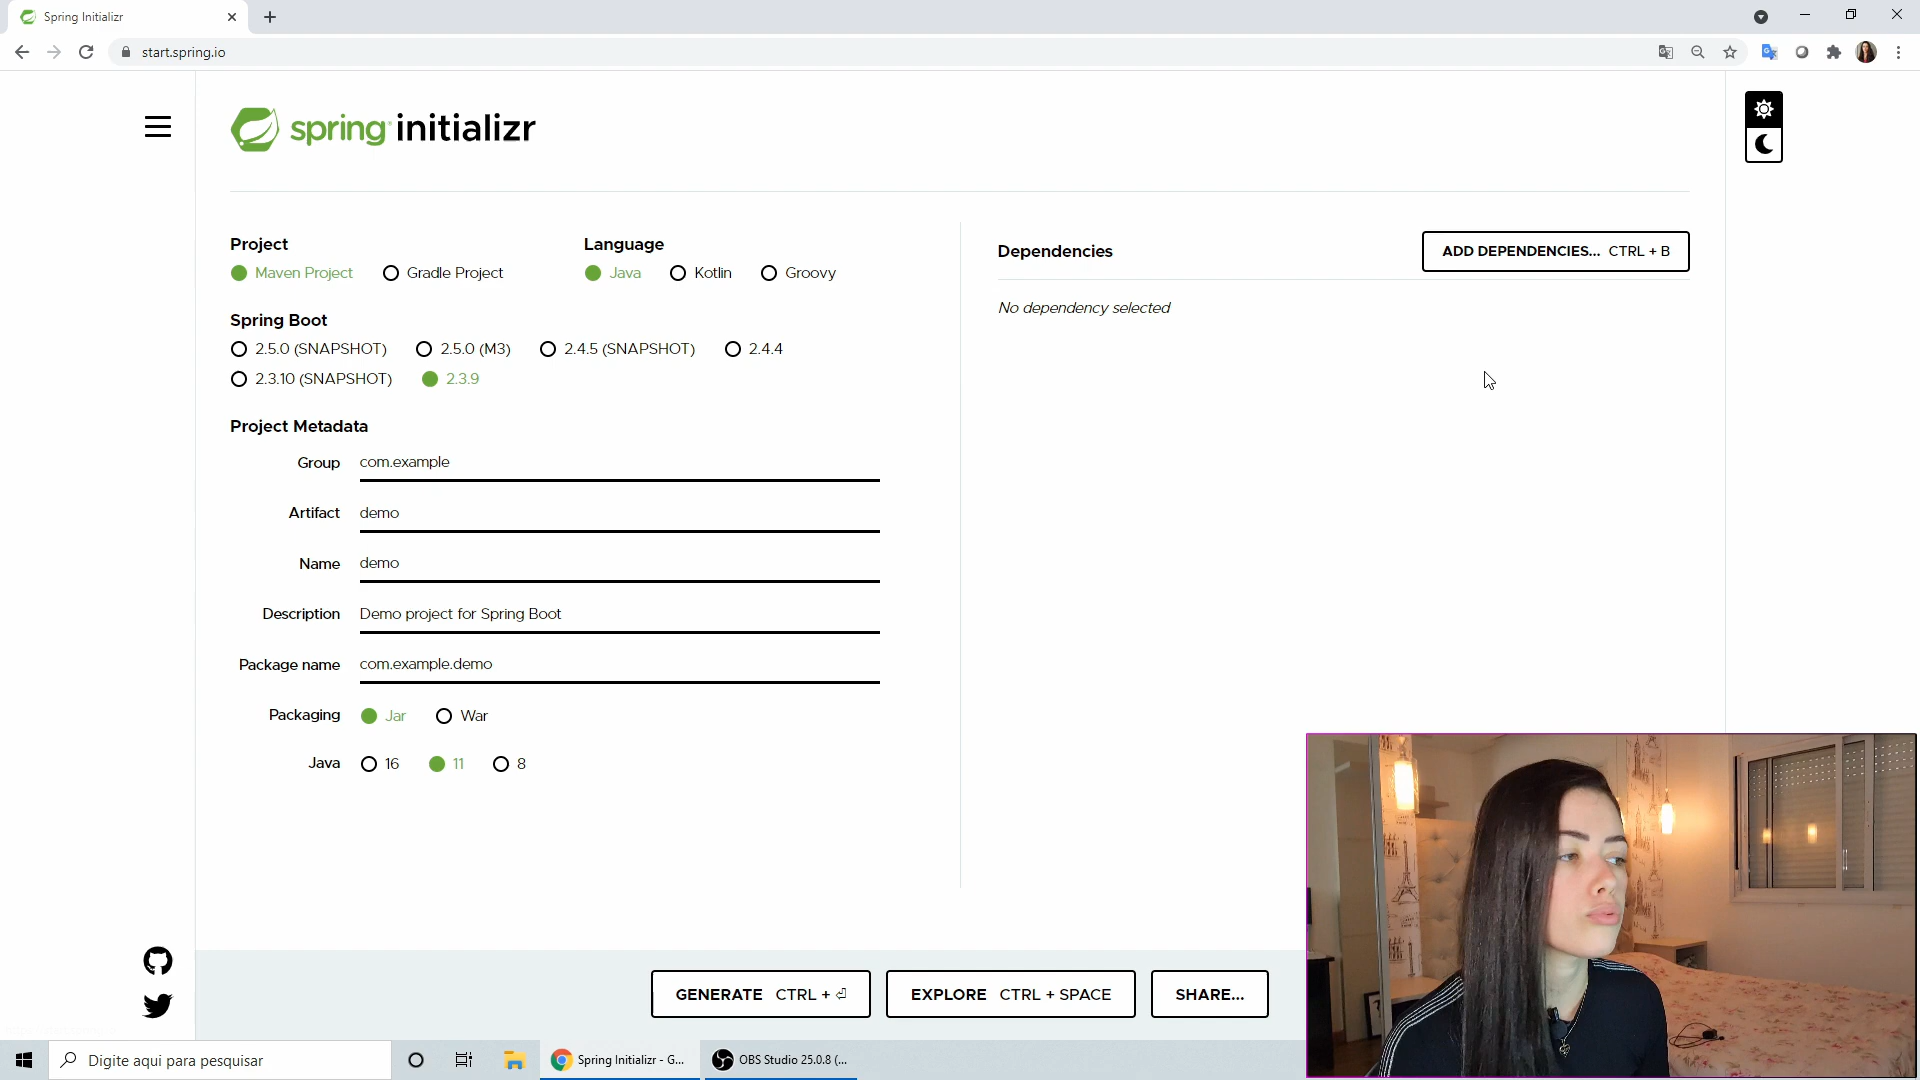 Spring Initializr
start.spring.io
spring initializr
Project
Maven Project
Gradle Project
Language
Java
Kotlin
Groovy
Spring Boot
2.5.0 (SNAPSHOT)
2.5.0 (M3)
2.4.5 (SNAPSHOT)
2.4.4
2.3.10 (SNAPSHOT)
2.3.9
Project Metadata
Group com.example
Artifact demo
Name demo
Description Demo project for Spring Boot
Package name com.example.demo
Packaging Jar War
Java 16 11 8
Dependencies
ADD DEPENDENCIES... CTRL + B
No dependency selected
GENERATE CTRL + ⏎
EXPLORE CTRL + SPACE
SHARE...
Digite aqui para pesquisar
Spring Initializr - G...
OBS Studio 25.0.8 (...